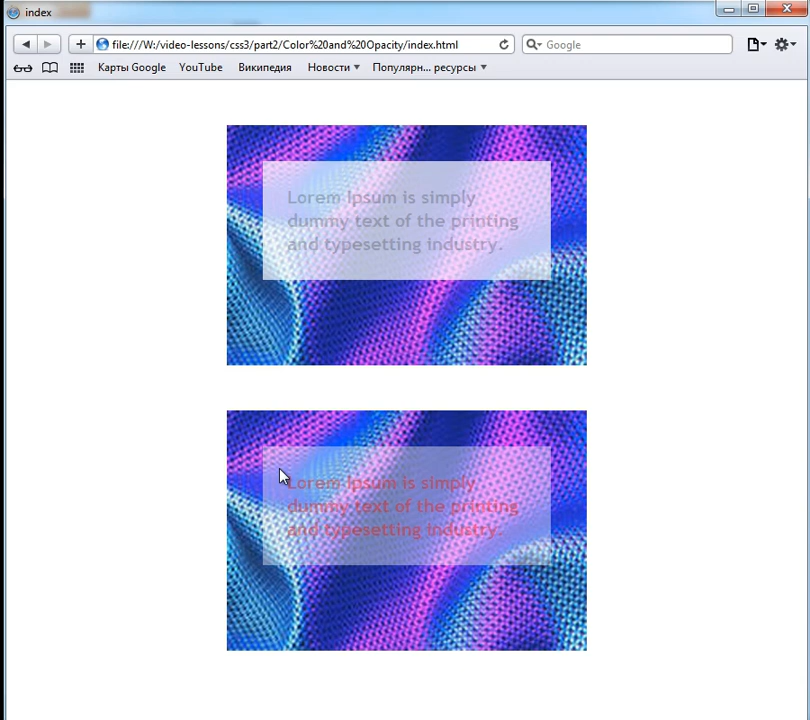 index
file:///W:/video-lessons/css3/part2/Color%20and%20Opacity/index.html
Google
Карты Google
YouTube
Википедия
Новости
Популярн... ресурсы
Lorem Ipsum is simply
dummy text of the printing
and typesetting industry.
Lorem Ipsum is simply
dummy text of the printing
and typesetting industry.